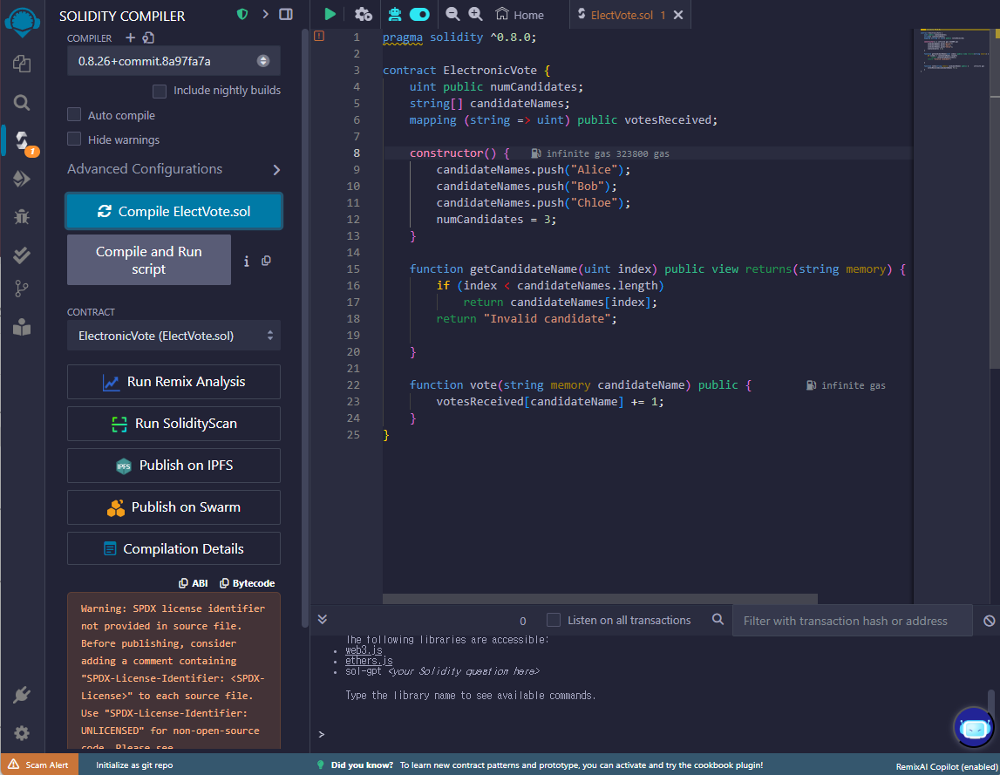 SOLIDITY COMPILER
COMPILER
0.8.26+commit.8a97fa7a
Include nightly builds
Auto compile
Hide warnings
Advanced Configurations
1
Compile ElectVote.sol
Compile and Run
script
i
CONTRACT
ElectronicVote (ElectVote.sol)
Run Remix Analysis
Run SolidityScan
IPFS
Publish on IPFS
Publish on Swarm
Compilation Details
ABI Bytecode
Warning: SPDX license identifier
not provided in source file.
Before publishing, consider
adding a comment containing
"SPDX-License-Identifier: <SPDX-
License>" to each source file.
Use "SPDX-License-Identifier:
UNLICENSED" for non-open-source
code. Please see
Home
ElectVote.sol 1
1 pragma solidity ^0.8.0;
2
3 contract ElectronicVote {
4 uint public numCandidates;
5 string[] candidateNames;
6 mapping (string => uint) public votesReceived;
7
8 constructor() { infinite gas 323800 gas
9 candidateNames.push("Alice");
10 candidateNames.push("Bob");
11 candidateNames.push("Chloe");
12 numCandidates = 3;
13 }
14
15 function getCandidateName(uint index) public view returns(string memory) {
16 if (index < candidateNames.length)
17 return candidateNames[index];
18 return "Invalid candidate";
19
20 }
21
22 function vote(string memory candidateName) public { infinite gas
23 votesReceived[candidateName] += 1;
24 }
25 }
0
Listen on all transactions
Filter with transaction hash or address
The following libraries are accessible:
• web3.js
• ethers.js
• sol-gpt <your Solidity question here>
Type the library name to see available commands.
>
Scam Alert
Initialize as git repo
Did you know? To learn new contract patterns and prototype, you can activate and try the cookbook plugin!
RemixAI Copilot (enabled)